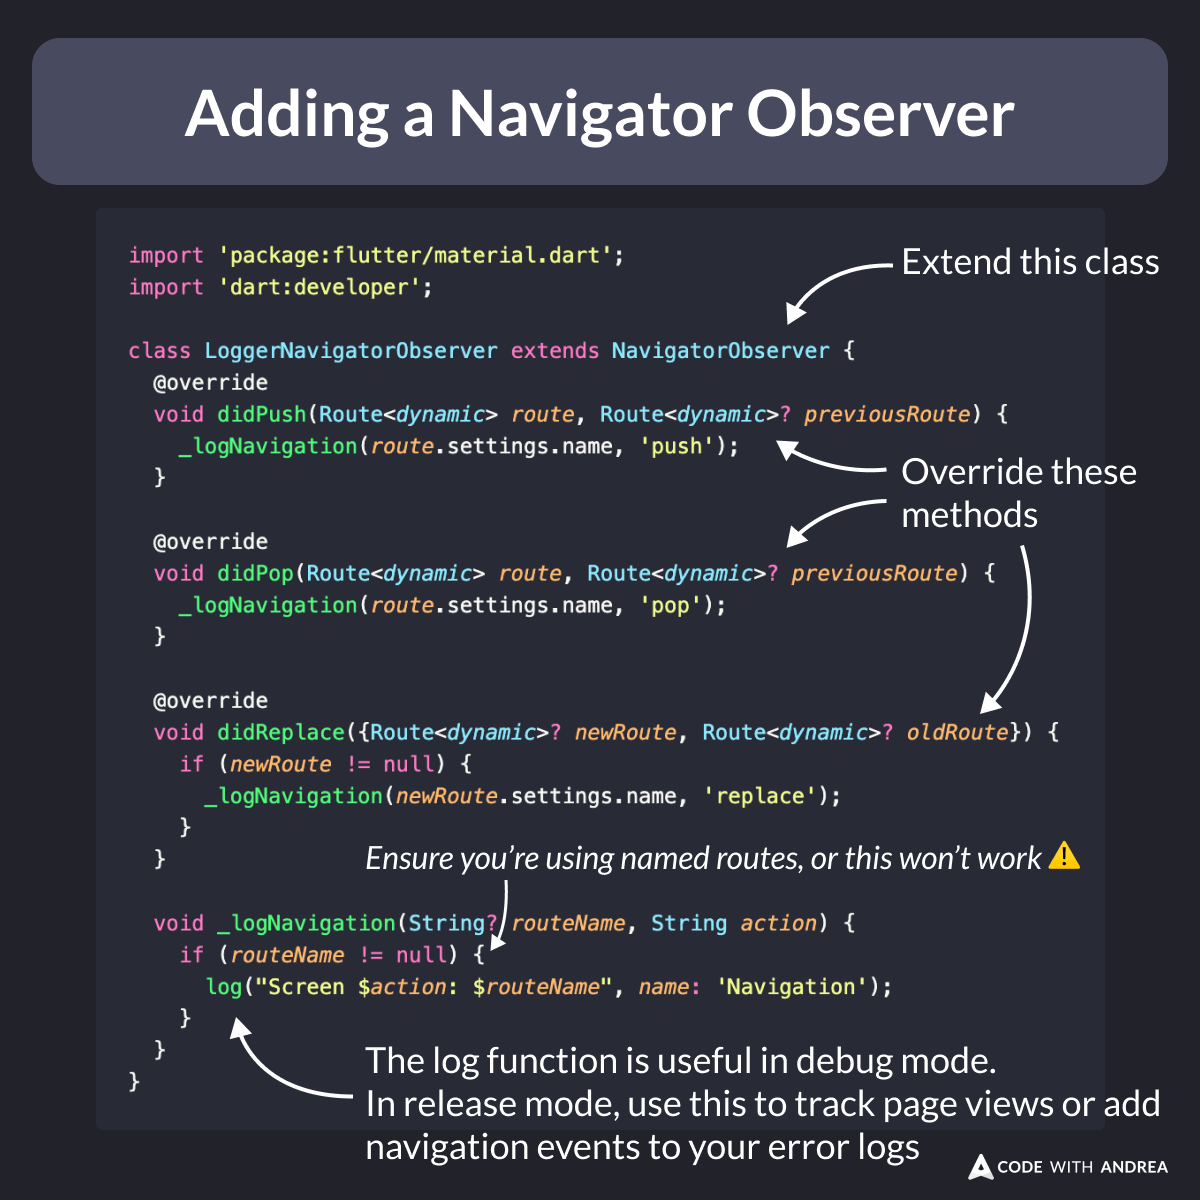 Adding a Navigator Observer
import 'package:flutter/material.dart';
import 'dart:developer';
Extend this class
class LoggerNavigatorObserver extends NavigatorObserver {
@override
void didPush(Route<dynamic> route, Route<dynamic>? previousRoute) {
_logNavigation(route.settings.name, 'push');
}
Override these
methods
@override
void didPop(Route<dynamic> route, Route<dynamic>? previousRoute) {
_logNavigation(route.settings.name, 'pop');
}
@override
void didReplace({Route<dynamic>? newRoute, Route<dynamic>? oldRoute}) {
if (newRoute != null) {
_logNavigation(newRoute.settings.name, 'replace');
}
}
Ensure you're using named routes, or this won't work ⚠️
void _logNavigation(String? routeName, String action) {
if (routeName != null) {
log("Screen $action: $routeName", name: 'Navigation');
}
}
}
The log function is useful in debug mode.
In release mode, use this to track page views or add
navigation events to your error logs
CODE WITH ANDREA